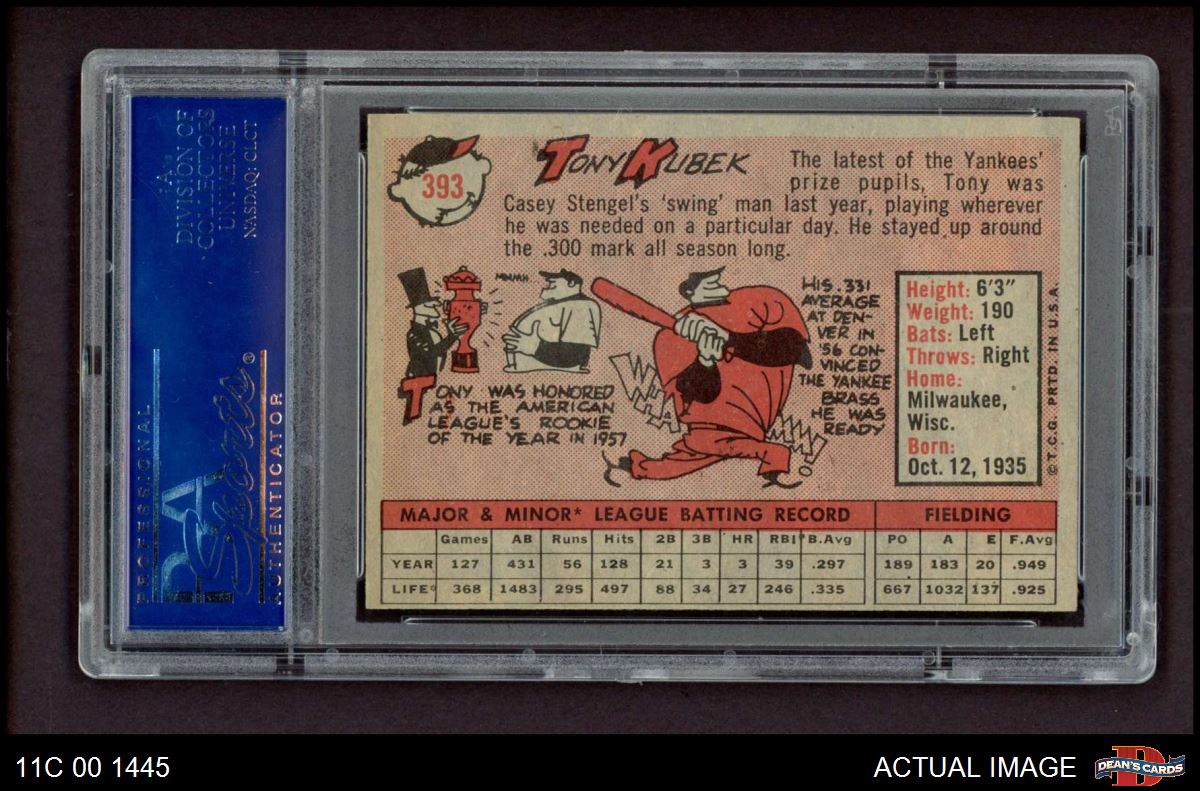 PSA
DIVISION OF
COLLECTORS
UNIVERSE
NASDAQ: CLCT
PROFESSIONAL
PSA
Sports®
AUTHENTICATOR
PSA
393
TONY KUBEK
The latest of the Yankees'
prize pupils, Tony was
Casey Stengel's 'swing' man last year, playing wherever
he was needed on a particular day. He stayed up around
the .300 mark all season long.
MMMH
TONY WAS HONORED
AS THE AMERICAN
LEAGUE'S ROOKIE
OF THE YEAR IN 1957
HIS .331
AVERAGE
AT DEN-
VER IN
'56 CON-
VINCED
THE YANKEE
BRASS
HE WAS
READY
Height: 6'3"
Weight: 190
Bats: Left
Throws: Right
Home:
Milwaukee,
Wisc.
Born:
Oct. 12, 1935
© T.C.G. PRTD. IN U.S.A.
MAJOR & MINOR* LEAGUE BATTING RECORD FIELDING
Games AB Runs Hits 2B 3B HR RBI B.Avg PO A E F.Avg
YEAR 127 431 56 128 21 3 3 39 .297 189 183 20 .949
LIFE* 368 1483 295 497 88 34 27 246 .335 667 1032 137 .925
11C 00 1445
ACTUAL IMAGE
DEAN'S CARDS